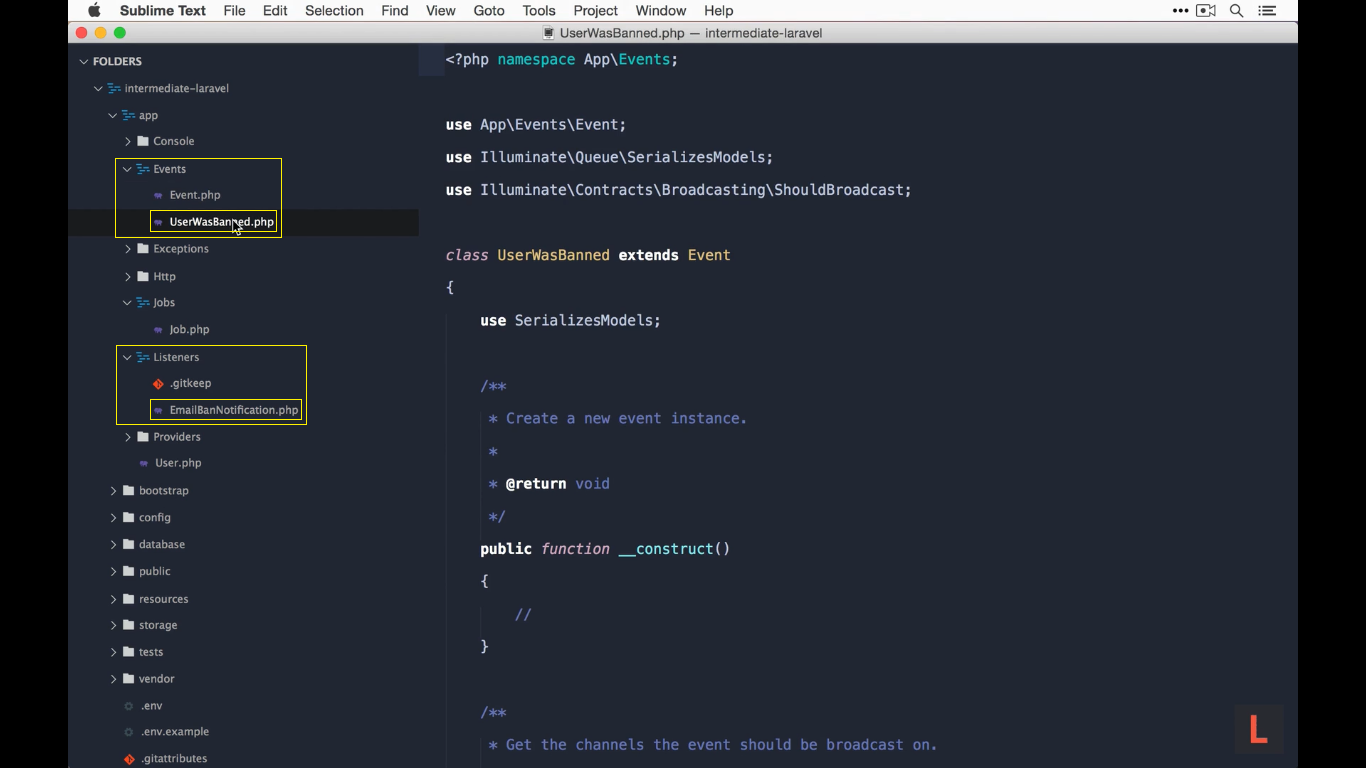 Sublime Text File Edit Selection Find View Goto Tools Project Window Help
UserWasBanned.php — intermediate-laravel
FOLDERS
intermediate-laravel
app
Console
Events
Event.php
UserWasBanned.php
Exceptions
Http
Jobs
Job.php
Listeners
.gitkeep
EmailBanNotification.php
Providers
User.php
bootstrap
config
database
public
resources
storage
tests
vendor
.env
.env.example
.gitattributes
<?php namespace App\Events;
use App\Events\Event;
use Illuminate\Queue\SerializesModels;
use Illuminate\Contracts\Broadcasting\ShouldBroadcast;
class UserWasBanned extends Event
{
use SerializesModels;
/**
* Create a new event instance.
*
* @return void
*/
public function __construct()
{
//
}
/**
* Get the channels the event should be broadcast on.
L